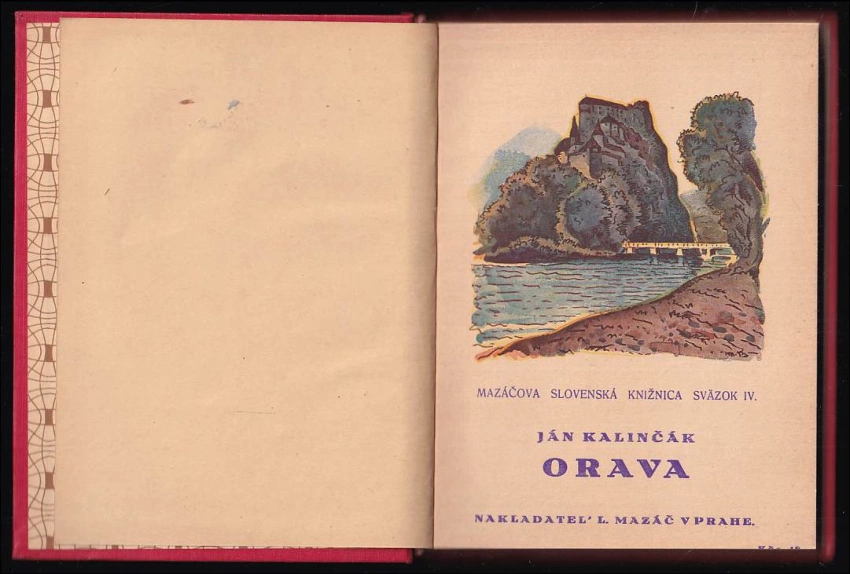 MAZÁČOVA SLOVENSKÁ KNIŽNICA SVÄZOK IV.
JÁN KALINČÁK
ORAVA
NAKLADATEĽ L. MAZÁČ V PRAHE.